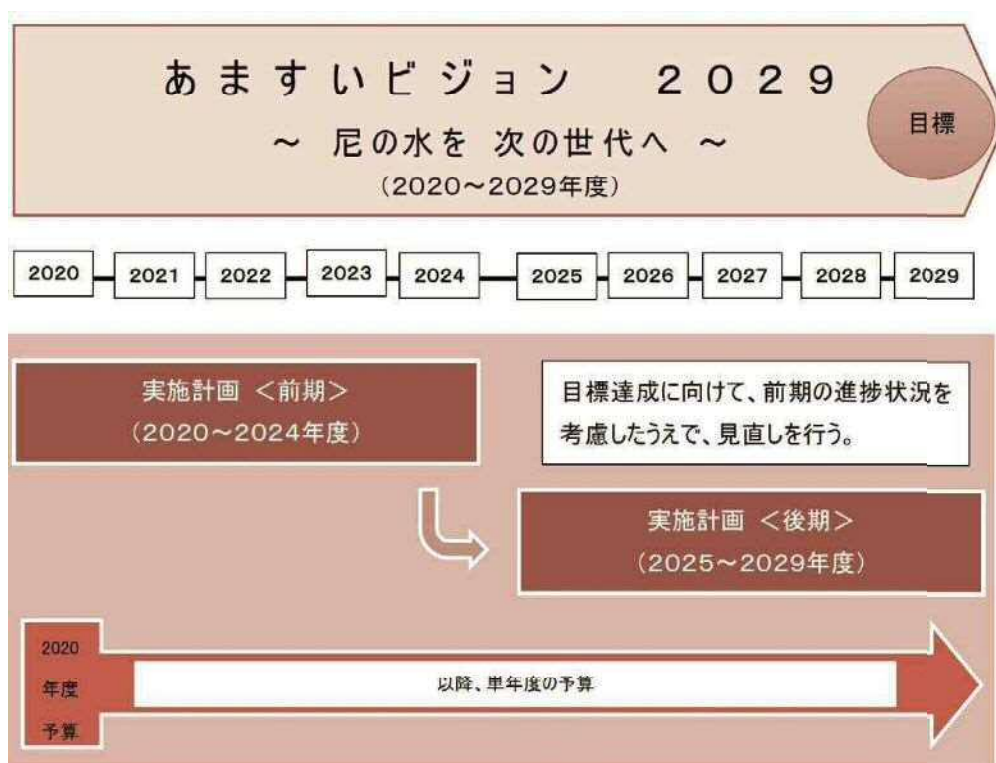 あますいビジョン　２０２９
～ 尼の水を 次の世代へ ～
（2020～2029年度）
目標
2020
2021
2022
2023
2024
2025
2026
2027
2028
2029
実施計画 ＜前期＞
（2020～2024年度）
目標達成に向けて、前期の進捗状況を
考慮したうえで、見直しを行う。
実施計画 ＜後期＞
（2025～2029年度）
2020
年度
予算
以降、単年度の予算